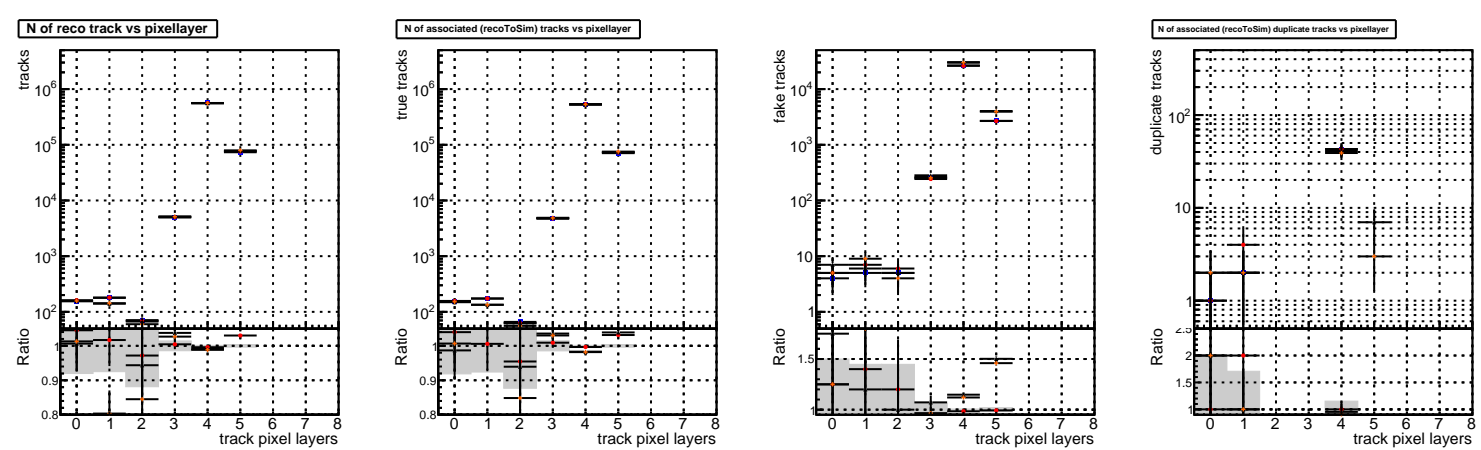 N of reco track vs pixellayer
tracks
10^6
10^5
10^4
10^3
10^2
Ratio
1
0.9
0.8
0 1 2 3 4 5 6 7 8
track pixel layers
N of associated (recoToSim) tracks vs pixellayer
true tracks
10^6
10^5
10^4
10^3
10^2
Ratio
1
0.9
0.8
0 1 2 3 4 5 6 7 8
track pixel layers
fake tracks
10^4
10^3
10^2
10
1
Ratio
1.5
1
0 1 2 3 4 5 6 7 8
track pixel layers
N of associated (recoToSim) duplicate tracks vs pixellayer
duplicate tracks
10^2
10
1
Ratio
2.5
2
1.5
1
0 1 2 3 4 5 6 7 8
track pixel layers